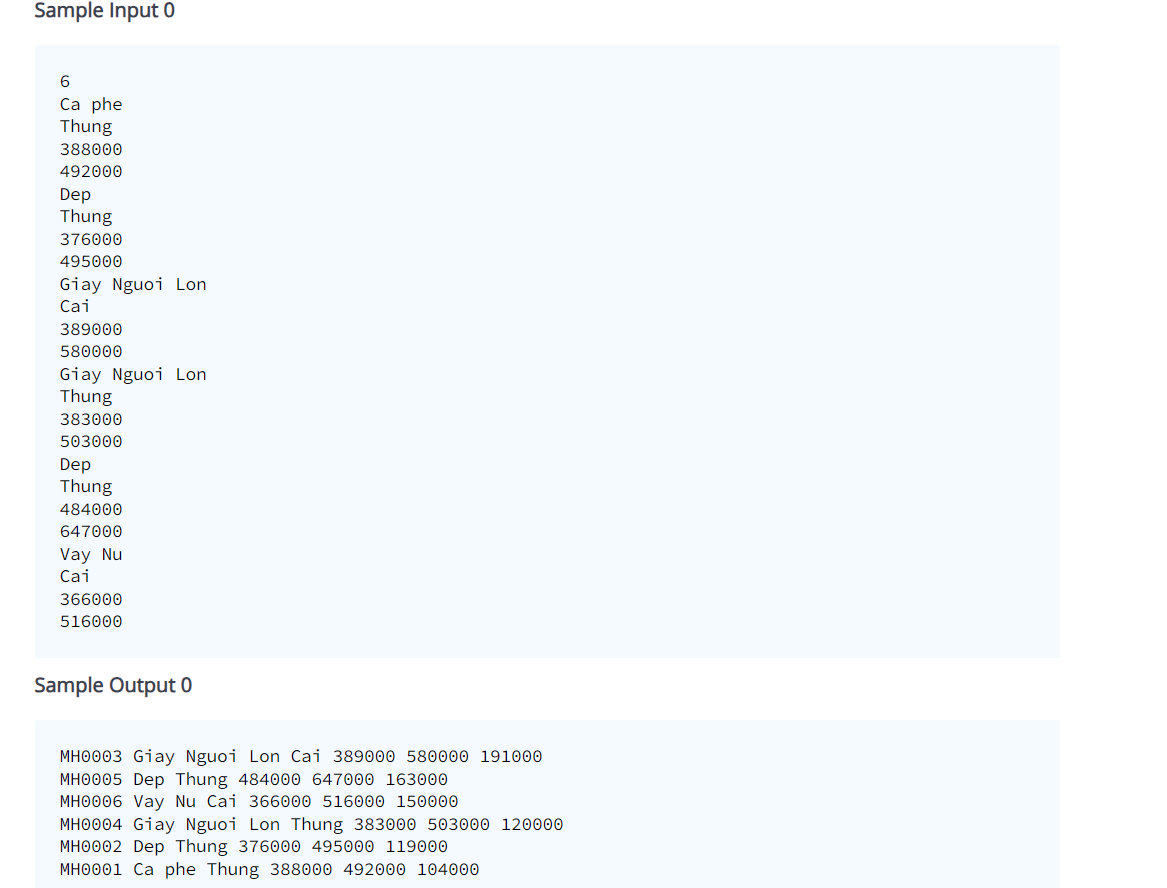 Sample Input 0
6
Ca phe
Thung
388000
492000
Dep
Thung
376000
495000
Giay Nguoi Lon
Cai
389000
580000
Giay Nguoi Lon
Thung
383000
503000
Dep
Thung
484000
647000
Vay Nu
Cai
366000
516000
Sample Output 0
MH0003 Giay Nguoi Lon Cai 389000 580000 191000
MH0005 Dep Thung 484000 647000 163000
MH0006 Vay Nu Cai 366000 516000 150000
MH0004 Giay Nguoi Lon Thung 383000 503000 120000
MH0002 Dep Thung 376000 495000 119000
MH0001 Ca phe Thung 388000 492000 104000